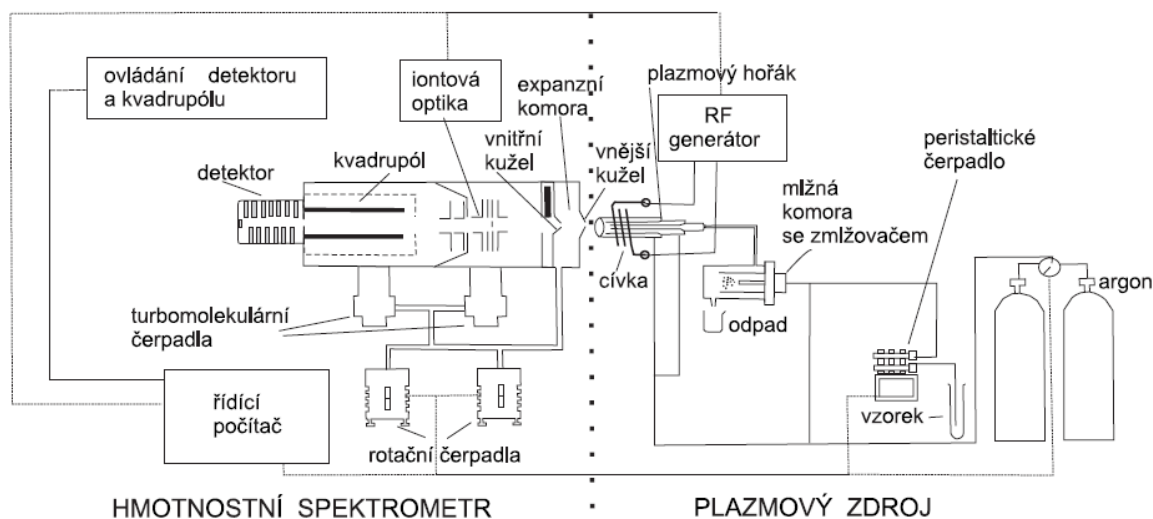 ovládání detektoru
a kvadrupólu
iontová
optika
expanzní
komora
plazmový hořák
RF
generátor
peristaltické
čerpadlo
vnitřní
kužel
vnější
kužel
kvadrupól
detektor
mlžná
komora
se zmlžovačem
cívka
argon
odpad
turbomolekulární
čerpadla
řídící
počítač
vzorek
rotační čerpadla
HMOTNOSTNÍ SPEKTROMETR
PLAZMOVÝ ZDROJ